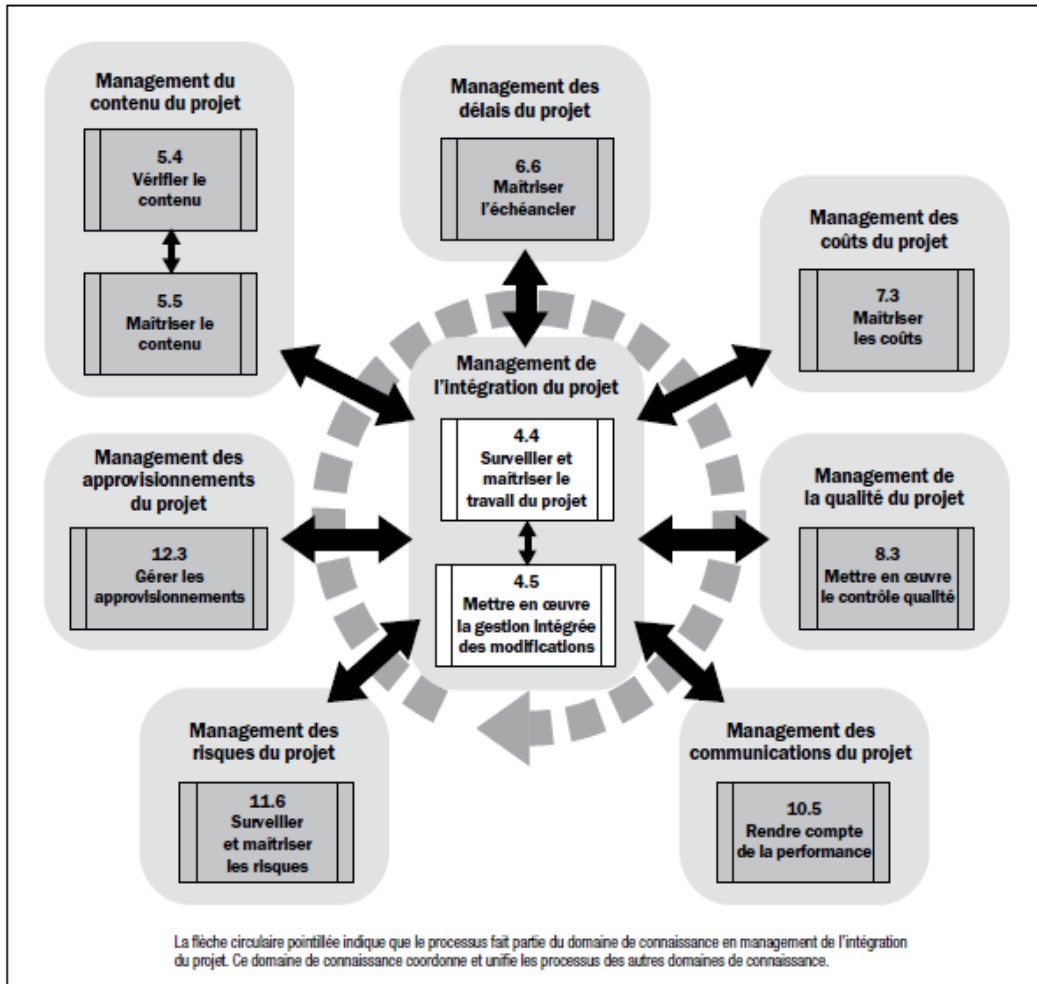 Management du
contenu du projet
5.4
Vérifier le
contenu
5.5
Maîtriser le
contenu
Management des
délais du projet
6.6
Maîtriser
l'échéancier
Management des
coûts du projet
7.3
Maîtriser
les coûts
Management de
l'intégration du projet
4.4
Surveiller et
maîtriser le
travail du projet
4.5
Mettre en œuvre
la gestion intégrée
des modifications
Management des
approvisionnements
du projet
12.3
Gérer les
approvisionnements
Management de
la qualité du projet
8.3
Mettre en œuvre
le contrôle qualité
Management des
risques du projet
11.6
Surveiller
et maîtriser
les risques
Management des
communications du projet
10.5
Rendre compte
de la performance
La flèche circulaire pointillée indique que le processus fait partie du domaine de connaissance en management de l'intégration
du projet. Ce domaine de connaissance coordonne et unifie les processus des autres domaines de connaissance.